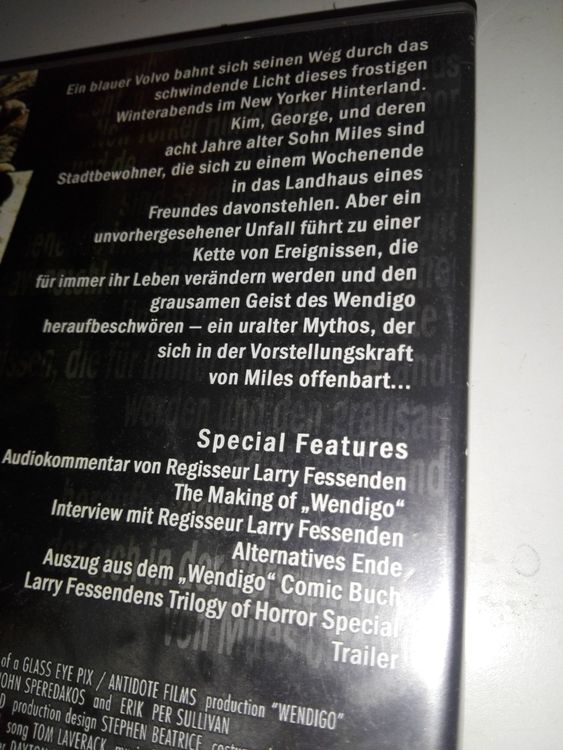 Ein blauer Volvo bahnt sich seinen Weg durch das
schwindende Licht dieses frostigen
Winterabends im New Yorker Hinterland.
Kim, George, und deren
acht Jahre alter Sohn Miles sind
Stadtbewohner, die sich zu einem Wochenende
in das Landhaus eines
Freundes davonstehlen. Aber ein
unvorhergesehener Unfall führt zu einer
Kette von Ereignissen, die
für immer ihr Leben verändern werden und den
grausamen Geist des Wendigo
heraufbeschwören – ein uralter Mythos, der
sich in der Vorstellungskraft
von Miles offenbart...
Special Features
Audiokommentar von Regisseur Larry Fessenden
The Making of „Wendigo“
Interview mit Regisseur Larry Fessenden
Alternatives Ende
Auszug aus dem „Wendigo“ Comic Buch
Larry Fessendens Trilogy of Horror Special
Trailer
of a GLASS EYE PIX / ANTIDOTE FILMS production "WENDIGO"
JOHN SPEREDAKOS and ERIK PER SULLIVAN
production design STEPHEN BEATRICE
song TOM LAVERACK